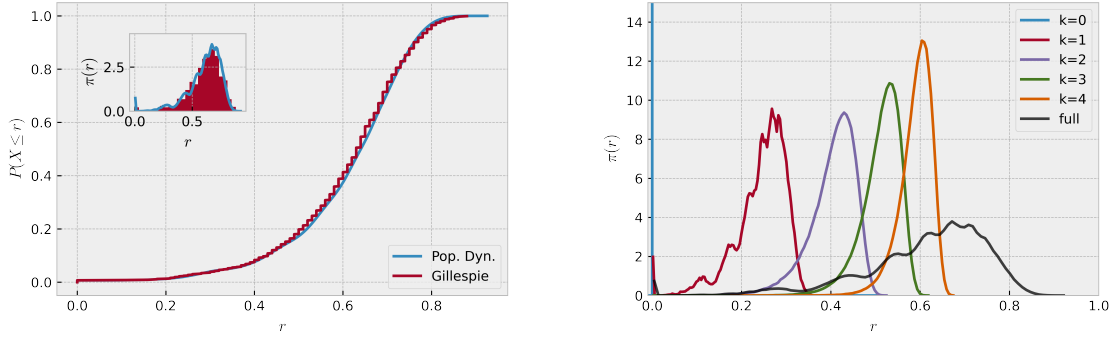 1.0
0.8
0.6
0.4
0.2
0.0
P(X ≤ r)
0.0 0.2 0.4 0.6 0.8
r
2.5
0.0
π(r)
0.0 0.5
r
Pop. Dyn.
Gillespie
14
12
10
8
6
4
2
0
π(r)
0.0 0.2 0.4 0.6 0.8 1.0
r
k=0
k=1
k=2
k=3
k=4
full